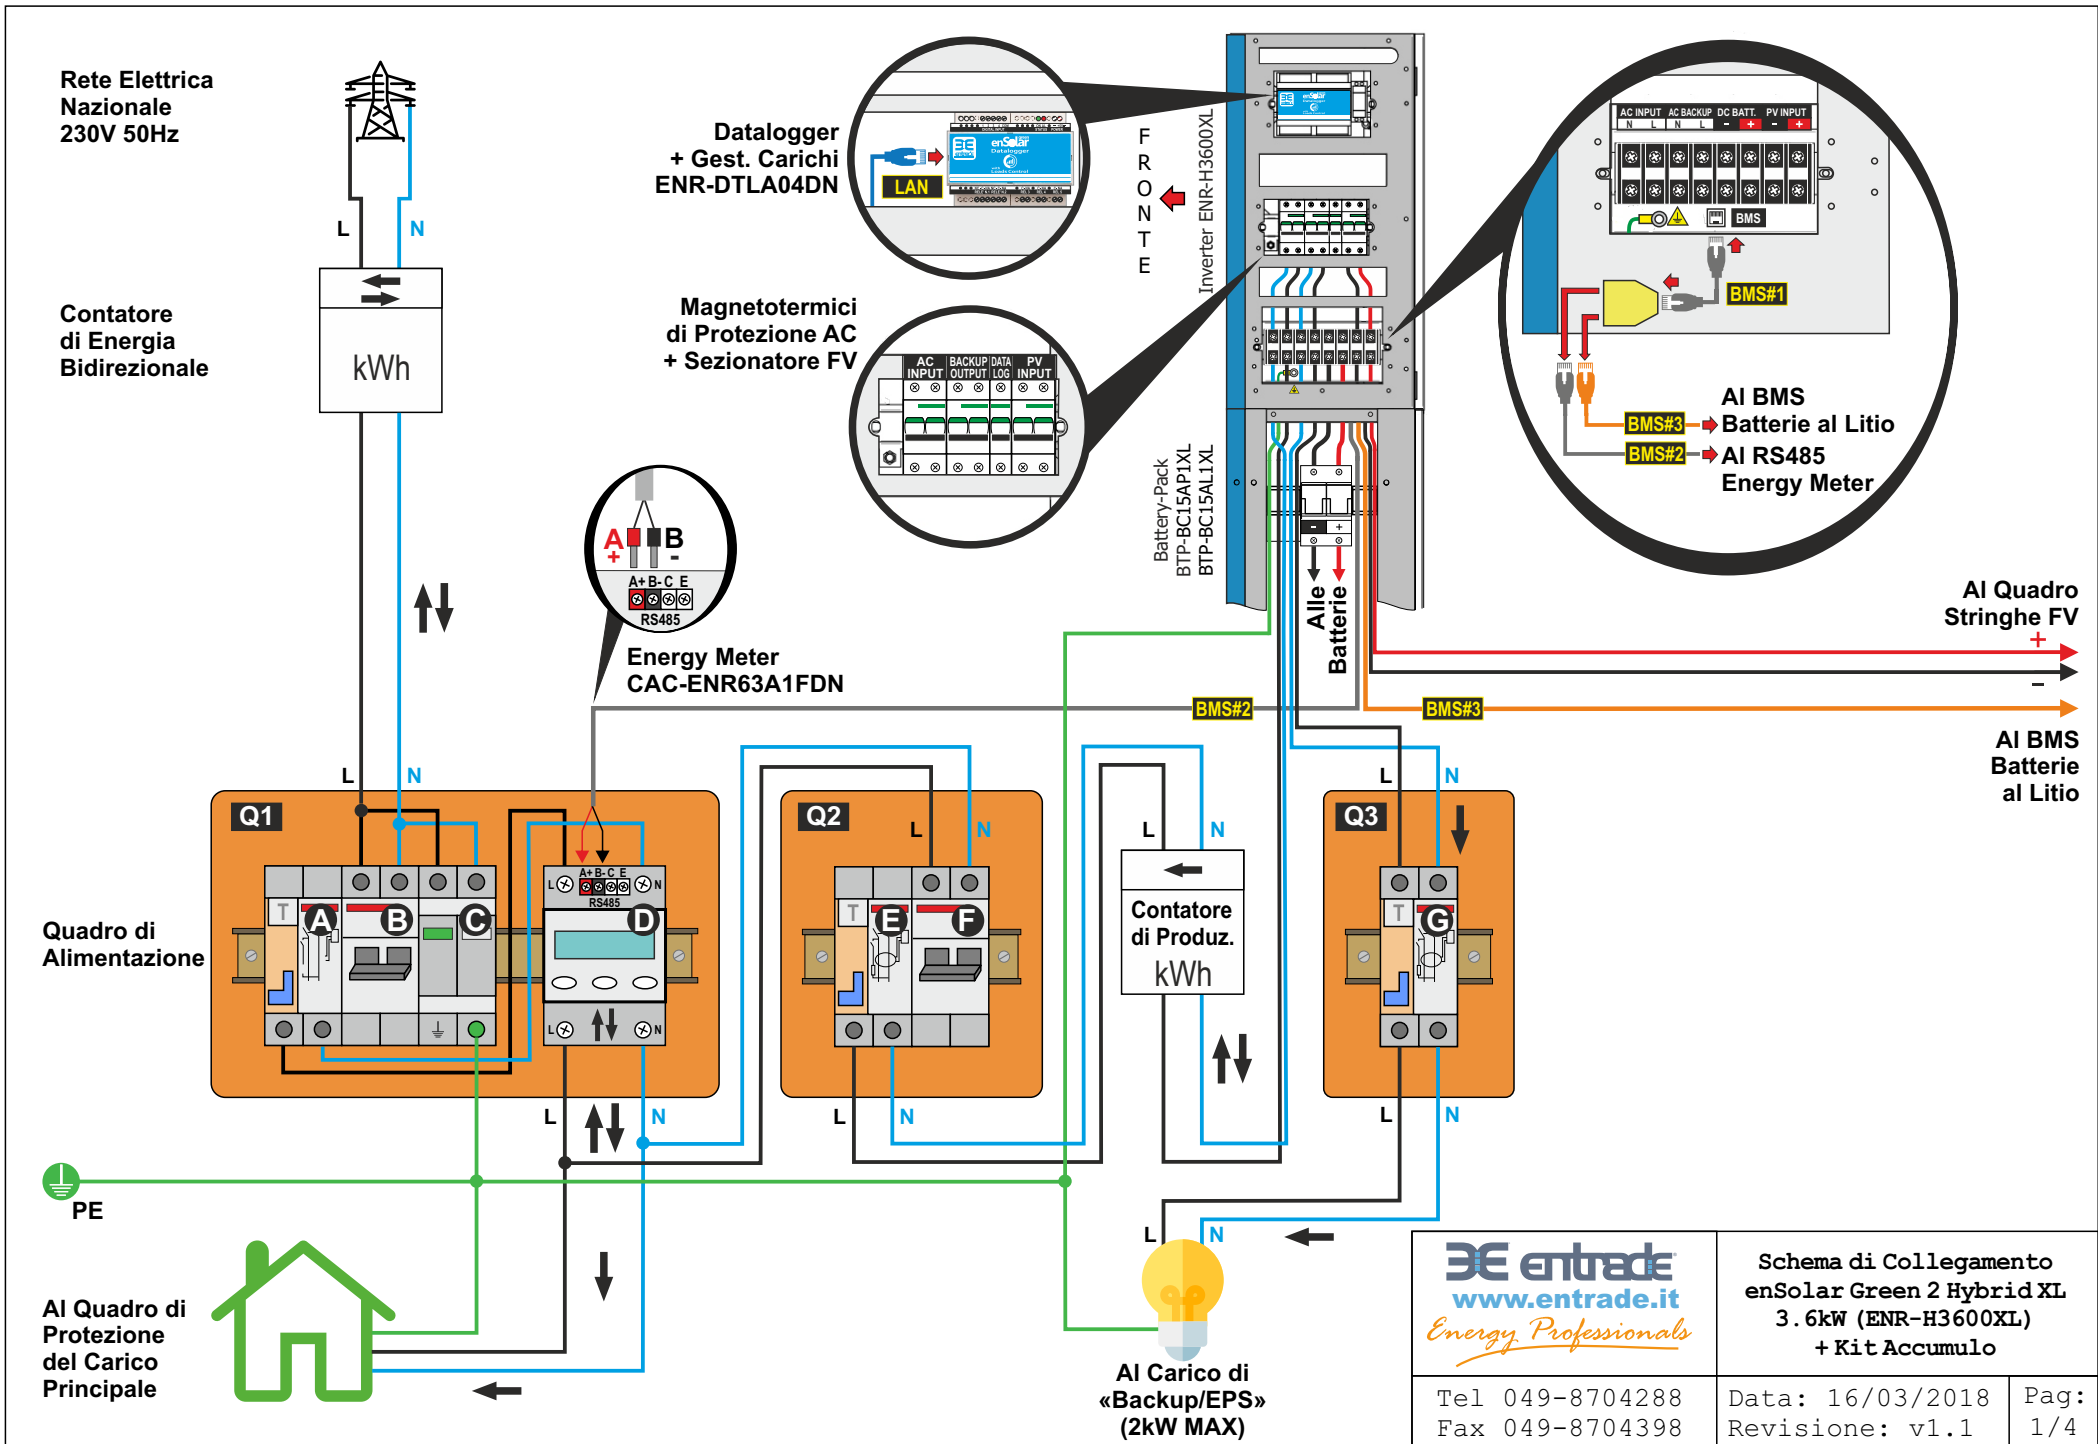 Rete Elettrica
Nazionale
230V 50Hz
L
N
Contatore
di Energia
Bidirezionale
kWh
Datalogger
+ Gest. Carichi
ENR-DTLA04DN
LAN
enSolar
Datalogger
Loads Control
Magnetotermici
di Protezione AC
+ Sezionatore FV
AC INPUT
BACKUP OUTPUT
DATA LOG
PV INPUT
FRONTE
Inverter ENR-H3600XL
Battery-Pack
BTP-BC15AP1XL
BTP-BC15AL1XL
enSolar
- +
Alle
Batterie
AC INPUT AC BACKUP DC BATT. PV INPUT
N L N L - + - +
BMS
BMS#1
Al BMS
BMS#3
Batterie al Litio
BMS#2
Al RS485
Energy Meter
A B
+ -
A+ B- C E
RS485
Energy Meter
CAC-ENR63A1FDN
Al Quadro
Stringhe FV
+
-
BMS#2
BMS#3
Al BMS
Batterie
al Litio
L N
Q1
T A B C
L A+ B- C E N
RS485
D
L N
L N
Quadro di
Alimentazione
Q2
L N
T E F
L N
L N
Contatore
di Produz.
kWh
L N
Q3
T G
L N
PE
Al Quadro di
Protezione
del Carico
Principale
L N
Al Carico di
«Backup/EPS»
(2kW MAX)
entrade
www.entrade.it
Energy Professionals
Schema di Collegamento
enSolar Green 2 Hybrid XL
3.6kW (ENR-H3600XL)
+ Kit Accumulo
Tel 049-8704288
Fax 049-8704398
Data: 16/03/2018
Revisione: v1.1
Pag:
1/4